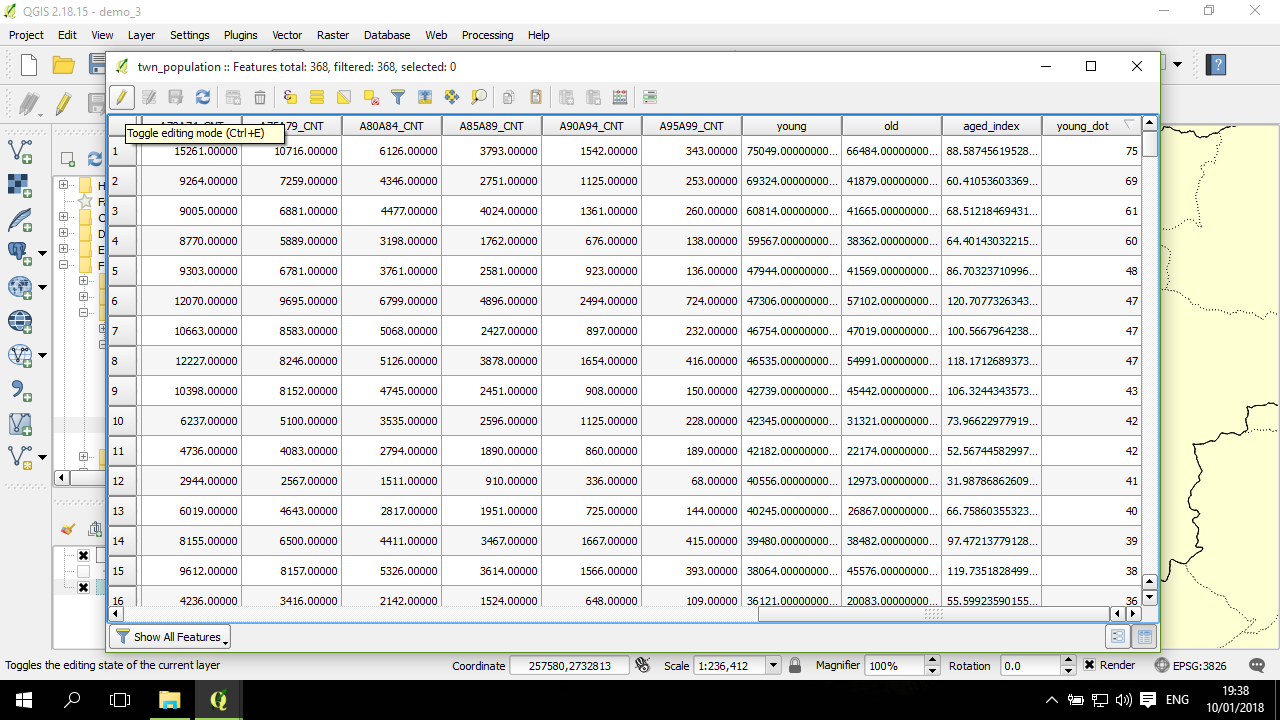 QGIS 2.18.15 - demo_3
Project Edit View Layer Settings Plugins Vector Raster Database Web Processing Help
twn_population :: Features total: 368, filtered: 368, selected: 0
A75A79_CNT A80A84_CNT A85A89_CNT A90A94_CNT A95A99_CNT young old aged_index young_dot
Toggle editing mode (Ctrl+E)
1 15261.00000 10716.00000 6126.00000 3793.00000 1542.00000 343.00000 75049.0000000... 66484.00000000... 88.58745619528... 75
2 9264.00000 7259.00000 4346.00000 2751.00000 1125.00000 253.00000 69324.0000000... 41879.00000000... 60.41053603369... 69
3 9005.00000 6881.00000 4477.00000 4024.00000 1361.00000 260.00000 60814.0000000... 41665.00000000... 68.51218469431... 61
4 8770.00000 5889.00000 3198.00000 1762.00000 676.00000 138.00000 59567.0000000... 38362.00000000... 64.40143032215... 60
5 9303.00000 6781.00000 3761.00000 2581.00000 923.00000 136.00000 47944.0000000... 41569.00000000... 86.70323710996... 48
6 12070.00000 9695.00000 6799.00000 4896.00000 2494.00000 724.00000 47306.0000000... 57102.00000000... 120.7077326343... 47
7 10663.00000 8583.00000 5068.00000 2427.00000 897.00000 232.00000 46754.0000000... 47019.00000000... 100.5667964238... 47
8 12227.00000 8246.00000 5126.00000 3878.00000 1654.00000 416.00000 46535.0000000... 54991.00000000... 118.1712689373... 47
9 10398.00000 8152.00000 4745.00000 2451.00000 908.00000 150.00000 42739.0000000... 45442.00000000... 106.3244343573... 43
10 6237.00000 5100.00000 3535.00000 2596.00000 1125.00000 228.00000 42345.0000000... 31321.00000000... 73.96622977919... 42
11 4736.00000 4083.00000 2794.00000 1890.00000 860.00000 189.00000 42182.0000000... 22174.00000000... 52.56744582997... 42
12 2944.00000 2567.00000 1511.00000 910.00000 336.00000 68.00000 40556.0000000... 12973.00000000... 31.98786862609... 41
13 6019.00000 4643.00000 2817.00000 1951.00000 725.00000 144.00000 40245.0000000... 26867.00000000... 66.75860355323... 40
14 8155.00000 6500.00000 4411.00000 3467.00000 1667.00000 415.00000 39480.0000000... 38482.00000000... 97.47213779128... 39
15 9612.00000 8157.00000 5326.00000 3614.00000 1566.00000 393.00000 38064.0000000... 45576.00000000... 119.7351828499... 38
16 4236.00000 3416.00000 2142.00000 1524.00000 648.00000 109.00000 36121.0000000... 20083.00000000... 55.59923590155... 36
Show All Features
Toggles the editing state of the current layer Coordinate 257580,2732813 Scale 1:236,412 Magnifier 100% Rotation 0.0 Render EPSG:3826
ENG
19:38
10/01/2018